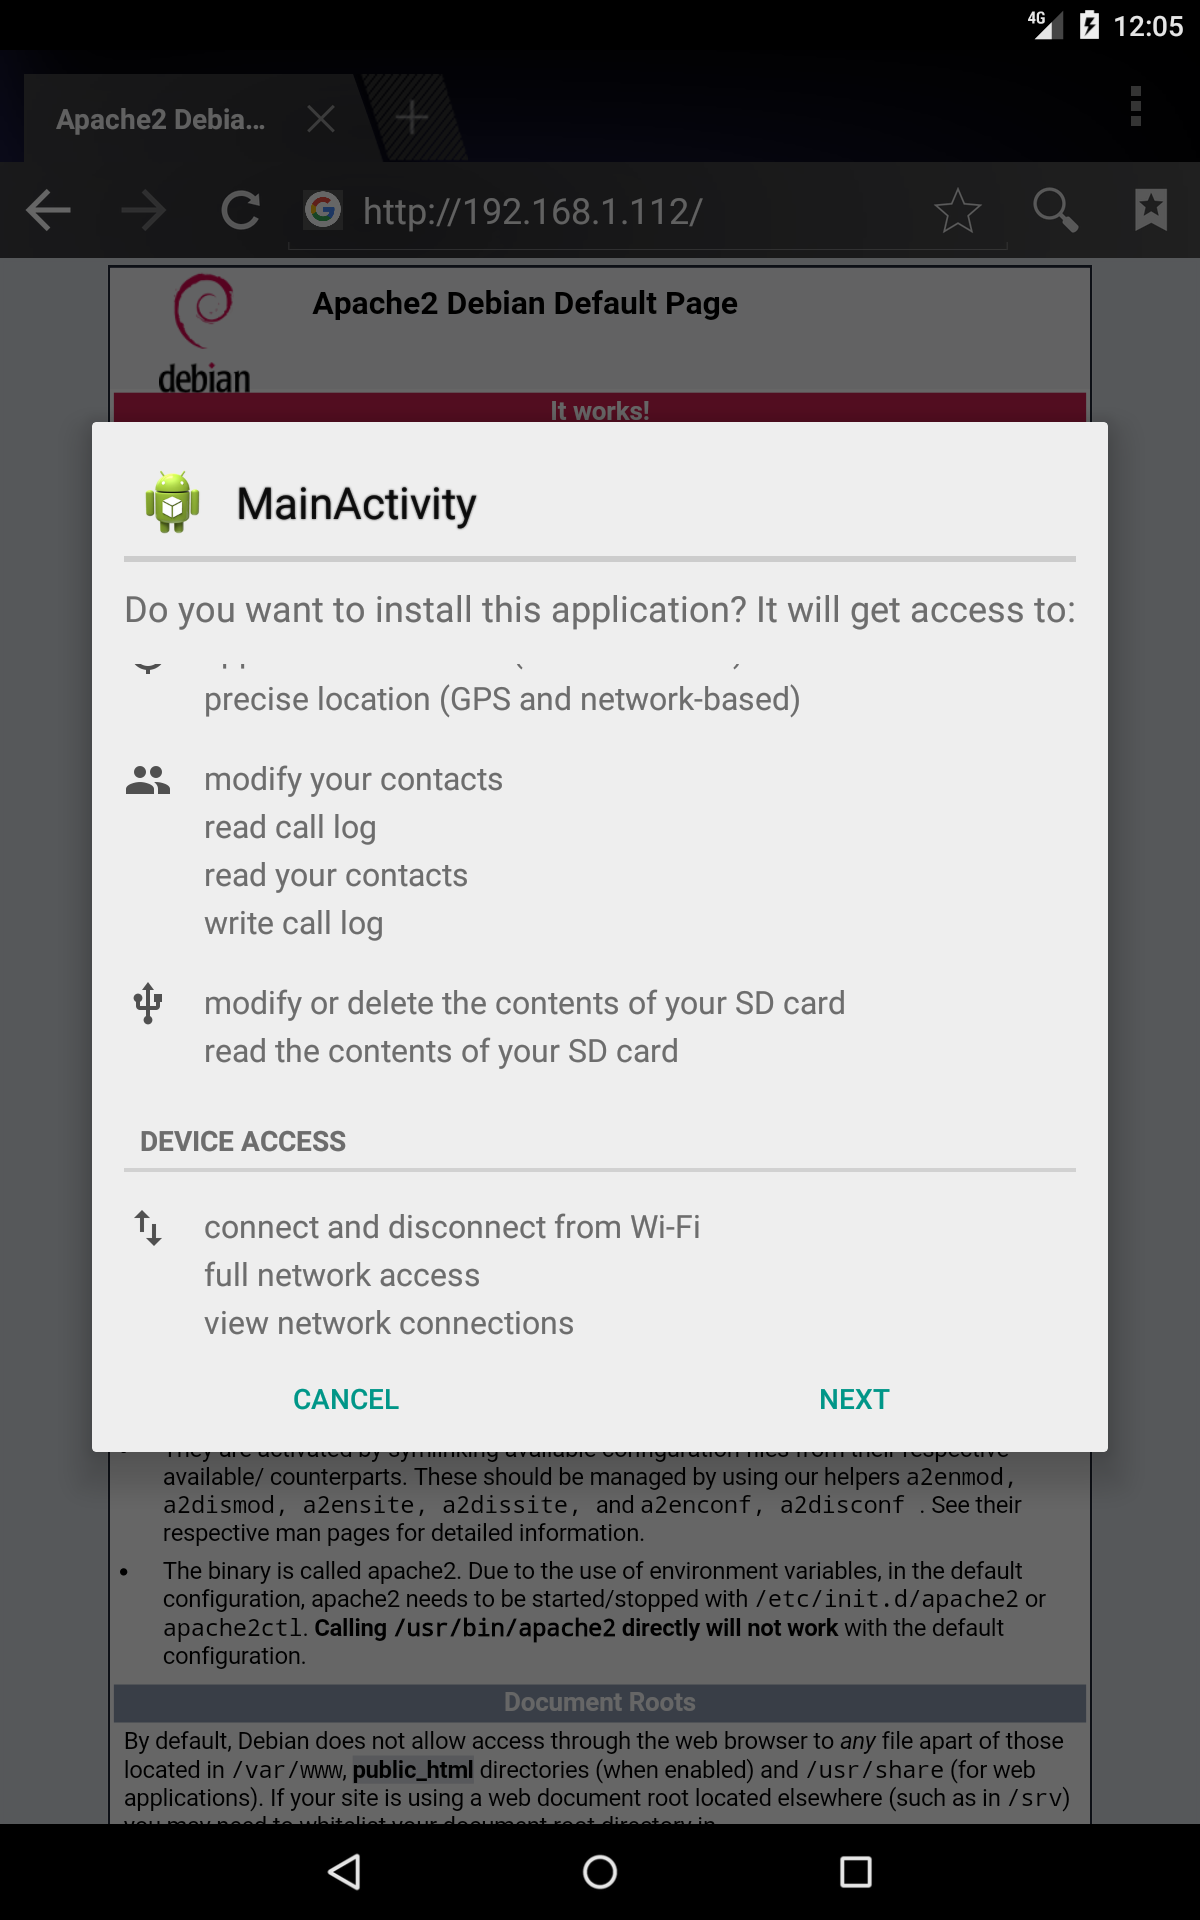 4G 12:05
Apache2 Debia...
http://192.168.1.112/
debian
Apache2 Debian Default Page
It works!
MainActivity
Do you want to install this application? It will get access to:
precise location (GPS and network-based)
modify your contacts
read call log
read your contacts
write call log
modify or delete the contents of your SD card
read the contents of your SD card
DEVICE ACCESS
connect and disconnect from Wi-Fi
full network access
view network connections
CANCEL NEXT
available/ counterparts. These should be managed by using our helpers a2enmod,
a2dismod, a2ensite, a2dissite, and a2enconf, a2disconf . See their
respective man pages for detailed information.
• The binary is called apache2. Due to the use of environment variables, in the default
configuration, apache2 needs to be started/stopped with /etc/init.d/apache2 or
apache2ctl. Calling /usr/bin/apache2 directly will not work with the default
configuration.
Document Roots
By default, Debian does not allow access through the web browser to any file apart of those
located in /var/www, public_html directories (when enabled) and /usr/share (for web
applications). If your site is using a web document root located elsewhere (such as in /srv)
you may need to whitelist your document root directory in